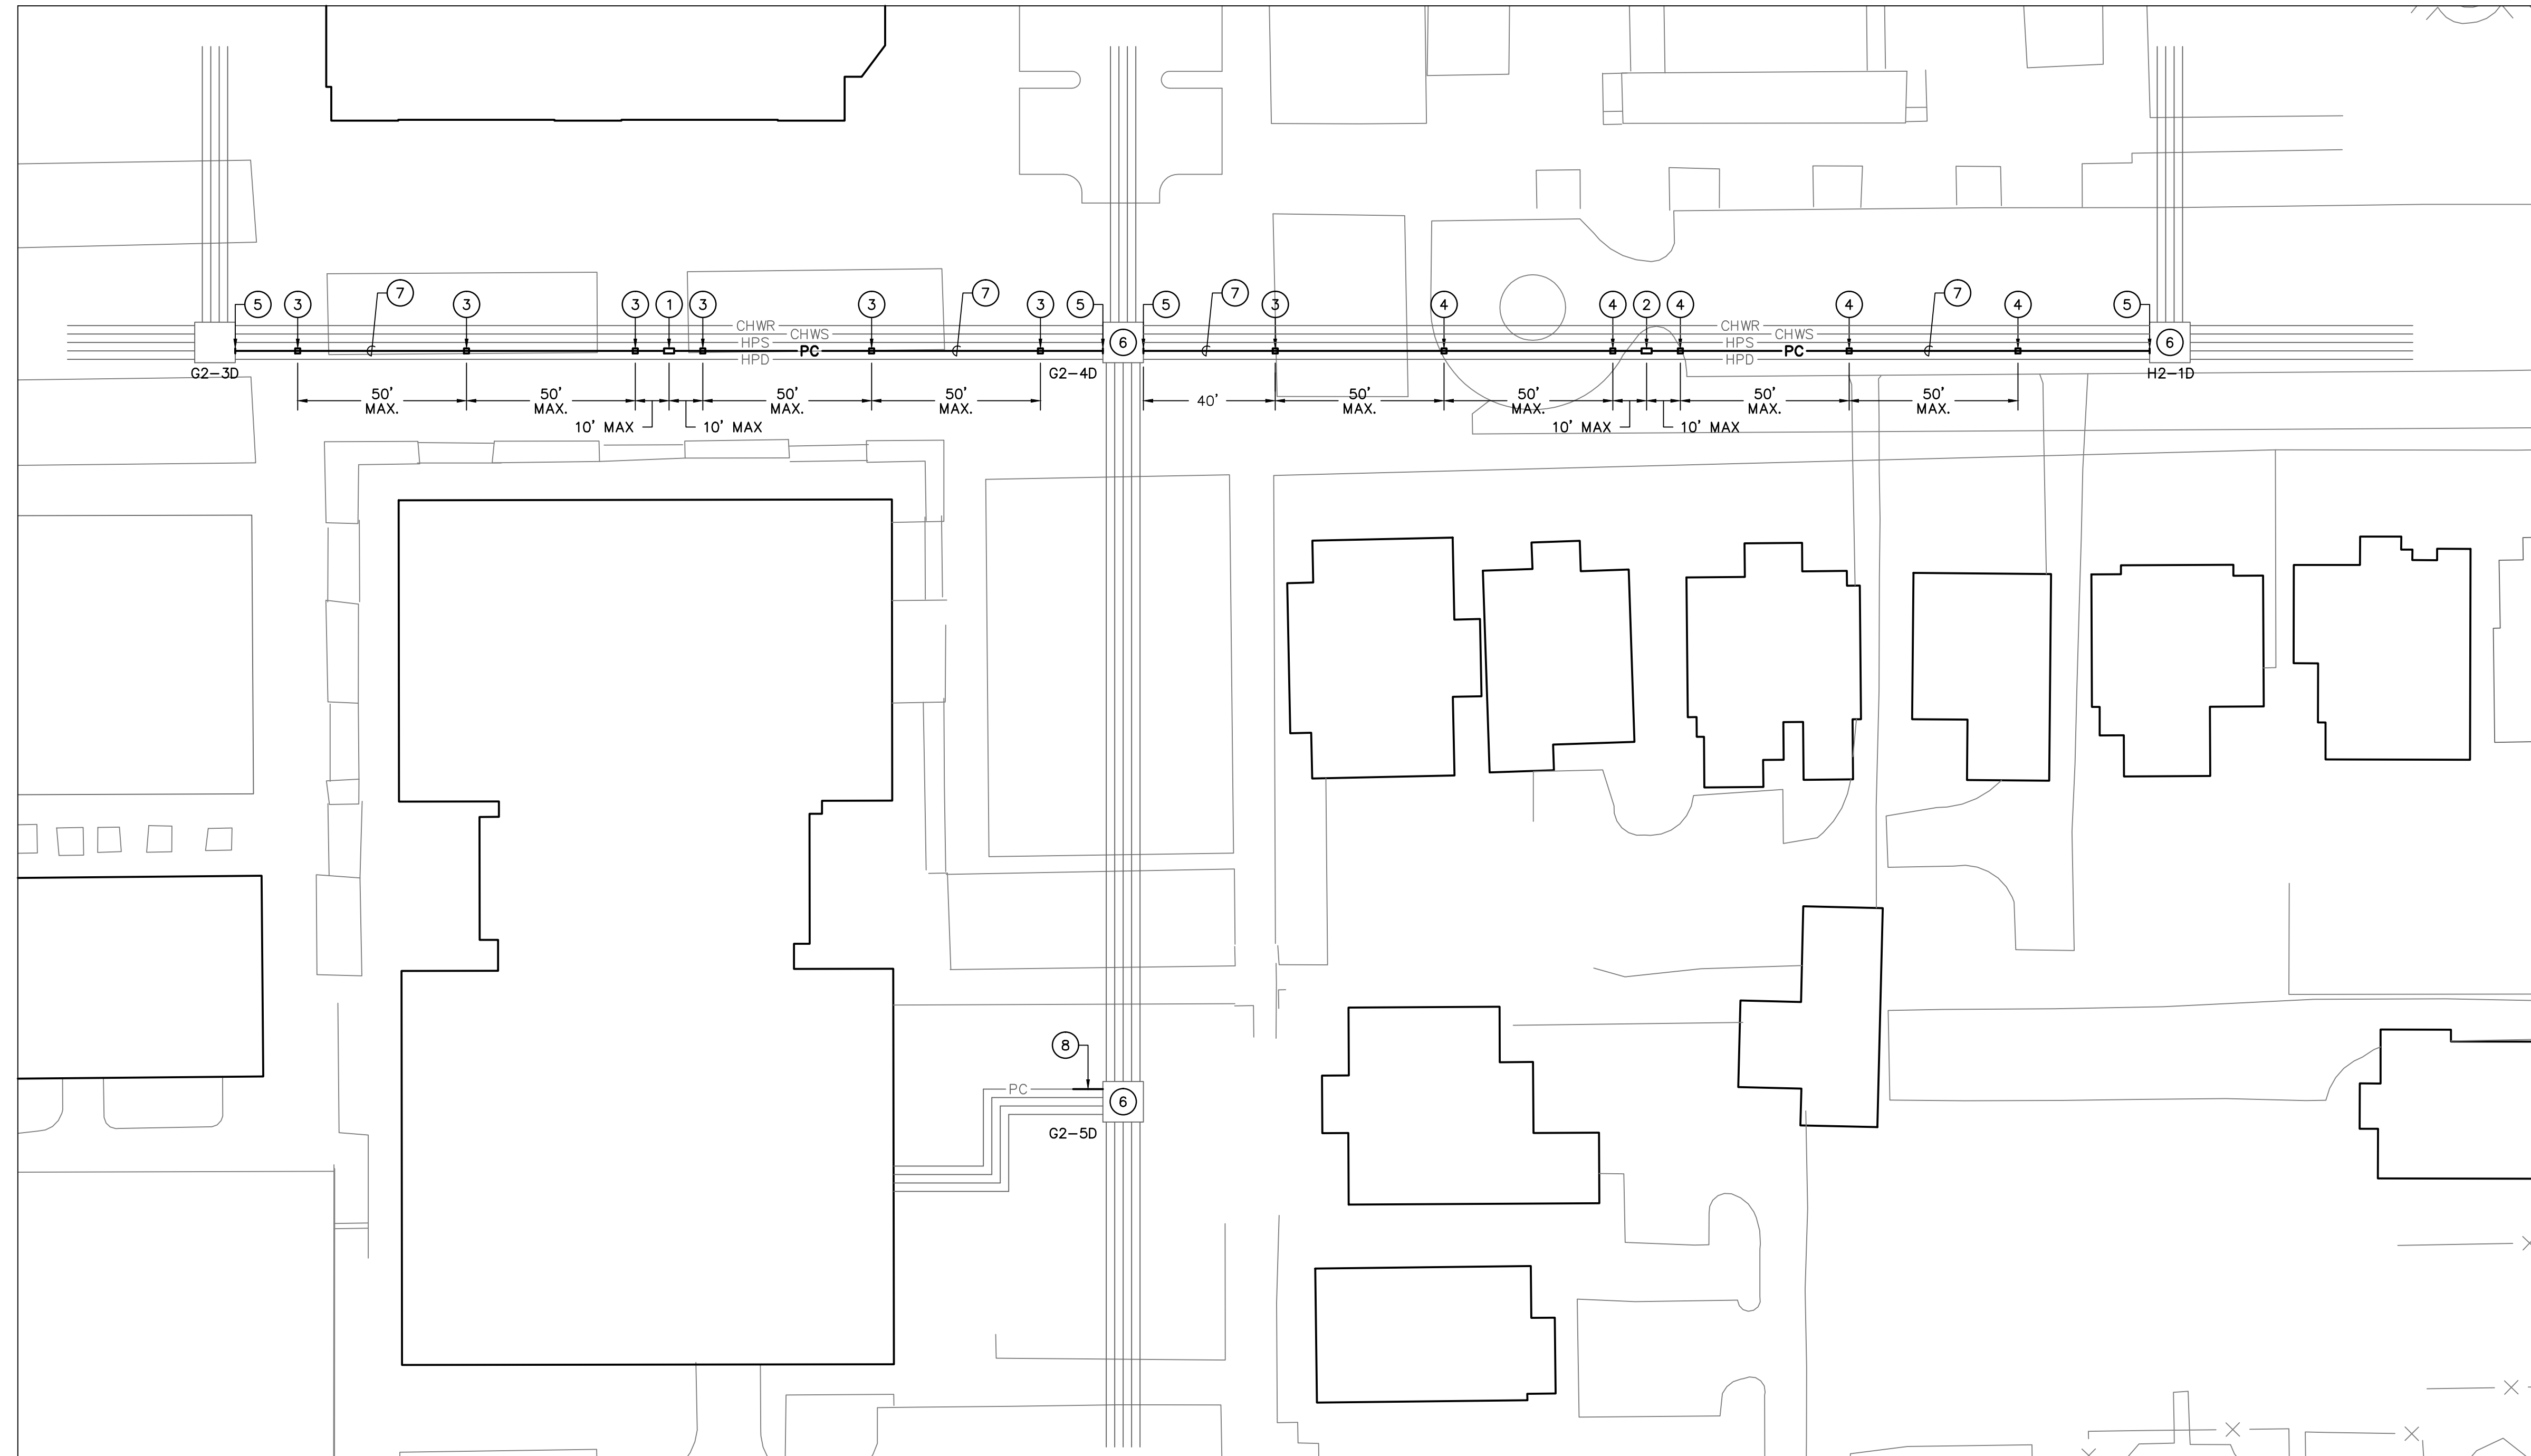 7 7 7 7
5 3 3 3 1 3 3 3 5 5 3 4 4 2 4 4 4 5
CHWR CHWR
CHWS CHWS
HPS HPS
6 6
PC PC
HPD HPD
G2-3D G2-4D H2-1D
50' 50' 50' 50' 40' 50' 50' 50' 50'
MAX. MAX. MAX. MAX. MAX. MAX. MAX. MAX.
10' MAX 10' MAX 10' MAX 10' MAX
8
PC
6
G2-5D